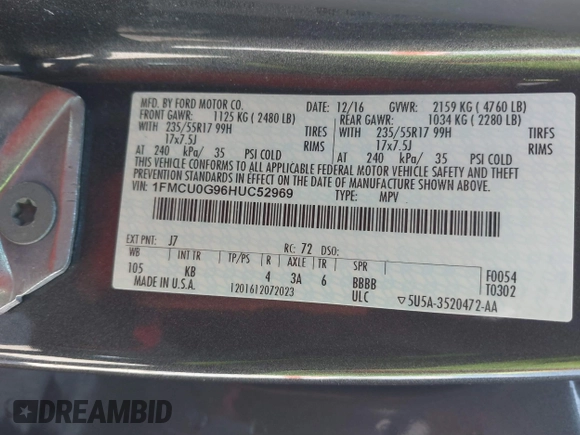 MFD. BY FORD MOTOR CO. DATE: 12/16 GVWR: 2159 KG ( 4760 LB)
FRONT GAWR: 1125 KG ( 2480 LB) REAR GAWR: 1034 KG ( 2280 LB)
WITH 235/55R17 99H TIRES WITH 235/55R17 99H TIRES
17x7.5J RIMS 17x7.5J RIMS
AT 240 kPa/ 35 PSI COLD AT 240 kPa/ 35 PSI COLD
THIS VEHICLE CONFORMS TO ALL APPLICABLE FEDERAL MOTOR VEHICLE SAFETY AND THEFT
PREVENTION STANDARDS IN EFFECT ON THE DATE OF MANUFACTURE SHOWN ABOVE.
VIN: 1FMCU0G96HUC52969 TYPE: MPV
EXT PNT: J7 RC: 72 DSO: F0054
WB INT TR TP/PS R AXLE TR SPR T0302
105 KB 4 3A 6 BBBB
MADE IN U.S.A. 1201612072023 ULC ▽5U5A-3520472-AA
DREAMBID